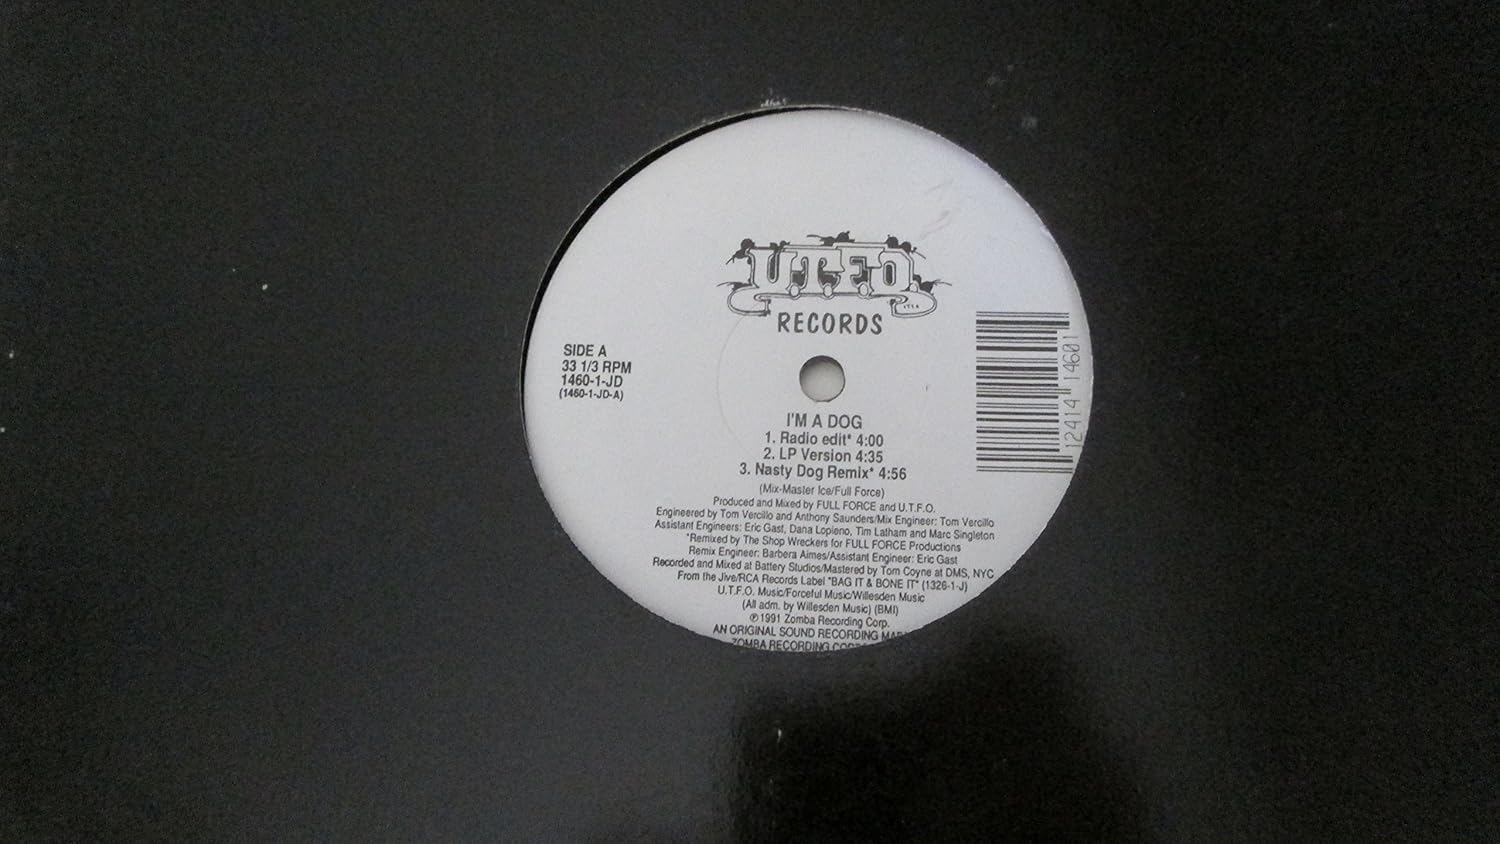 U.T.F.O.
RECORDS
SIDE A
33 1/3 RPM
1460-1-JD
(1460-1-JD-A)
12414 14601
I'M A DOG
1. Radio edit* 4:00
2. LP Version 4:35
3. Nasty Dog Remix* 4:56
(Mix-Master Ice/Full Force)
Produced and Mixed by FULL FORCE and U.T.F.O.
Engineered by Tom Vercillo and Anthony Saunders/Mix Engineer: Tom Vercillo
Assistant Engineers: Eric Gast, Dana Lopieno, Tim Latham and Marc Singleton
*Remixed by The Shop Wreckers for FULL FORCE Productions
Remix Engineer: Barbera Aimes/Assistant Engineer: Eric Gast
Recorded and Mixed at Battery Studios/Mastered by Tom Coyne at DMS, NYC
From the Jive/RCA Records Label "BAG IT & BONE IT" (1326-1-J)
U.T.F.O. Music/Forceful Music/Willesden Music
(All adm. by Willesden Music) (BMI)
℗ 1991 Zomba Recording Corp.
AN ORIGINAL SOUND RECORDING
ZOMBA RECORDING